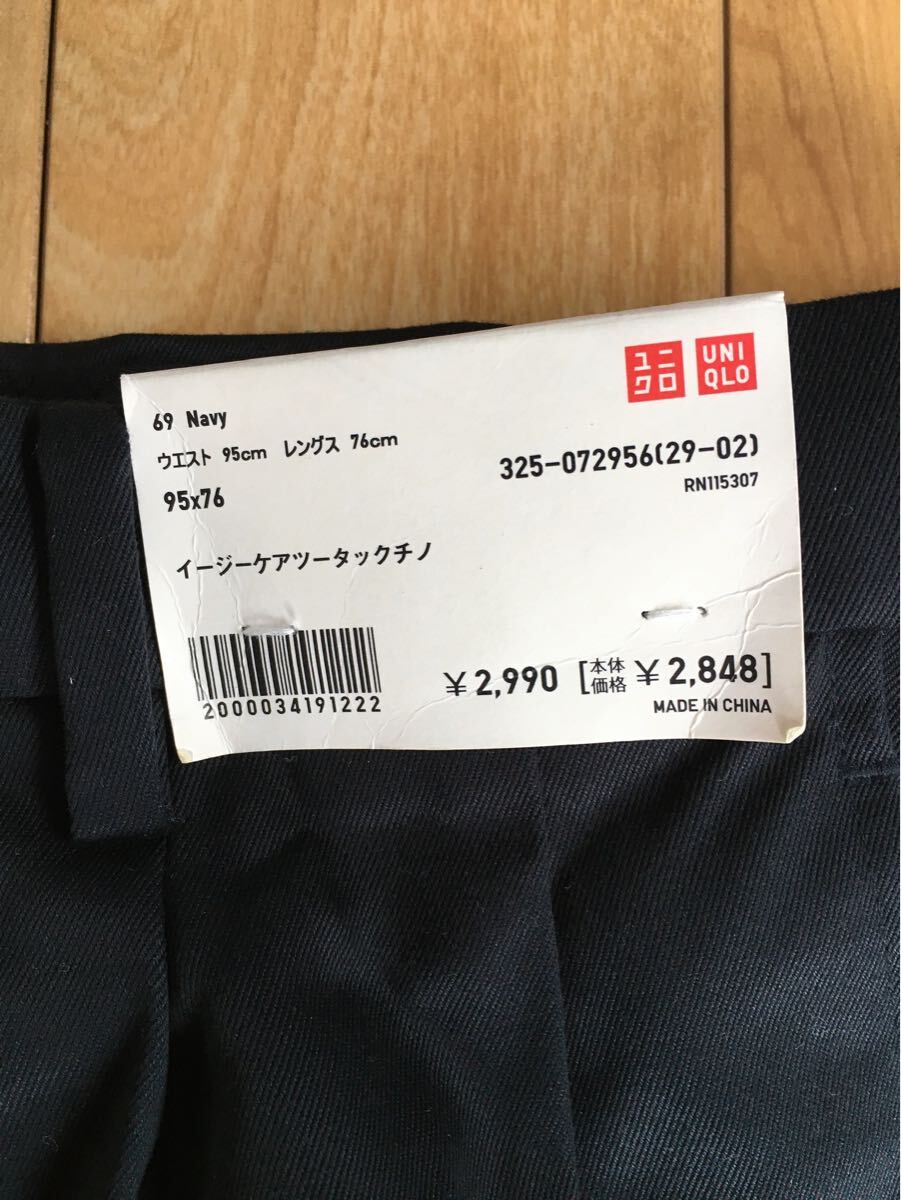 ユニ
クロ
UNI
QLO
69 Navy
ウエスト 95cm レングス 76cm
95x76
325-072956(29-02)
RN115307
イージーケアツータックチノ
2000034191222
¥2,990 [本体価格 ¥2,848]
MADE IN CHINA